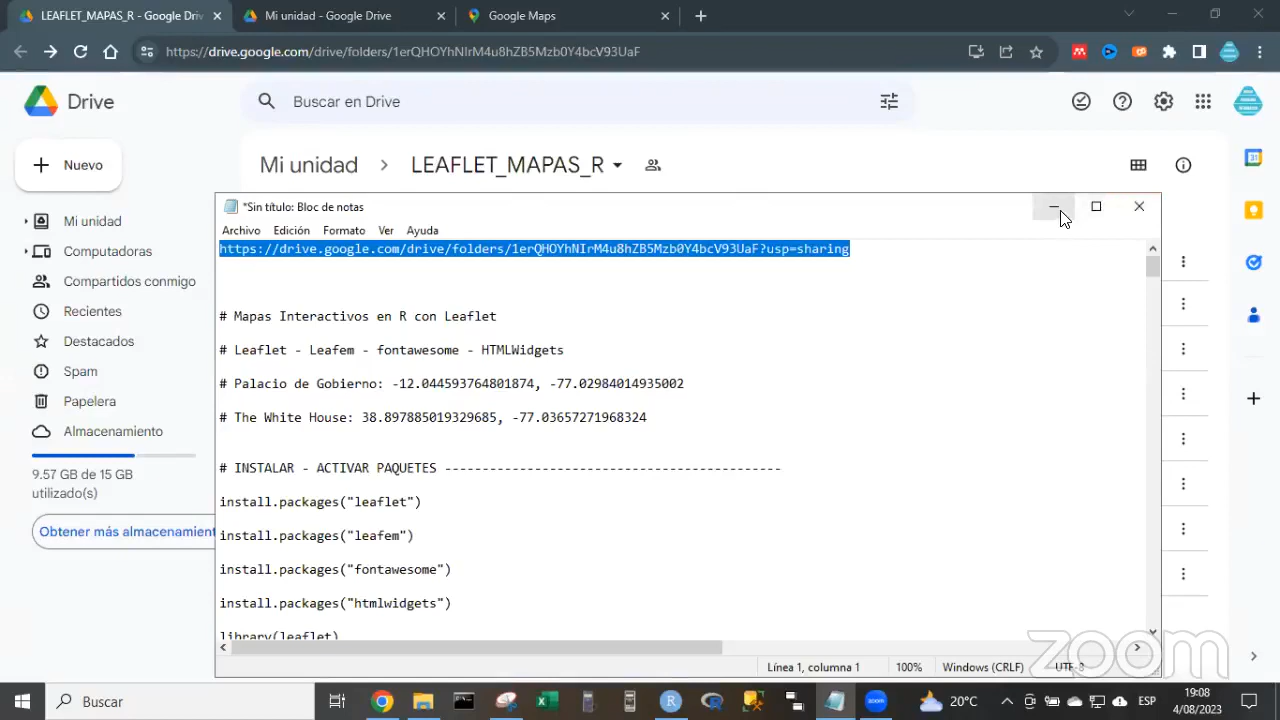 LEAFLET_MAPAS_R - Google Drive
Mi unidad - Google Drive
Google Maps
https://drive.google.com/drive/folders/1erQHOYhNIrM4u8hZB5Mzb0Y4bcV93UaF
Drive
Buscar en Drive
Nuevo
Mi unidad
LEAFLET_MAPAS_R
Mi unidad
Computadoras
Compartidos conmigo
Recientes
Destacados
Spam
Papelera
Almacenamiento
9.57 GB de 15 GB
utilizado(s)
Obtener más almacenamient
*Sin título: Bloc de notas
Archivo Edición Formato Ver Ayuda
https://drive.google.com/drive/folders/1erQHOYhNIrM4u8hZB5Mzb0Y4bcV93UaF?usp=sharing
# Mapas Interactivos en R con Leaflet
# Leaflet - Leafem - fontawesome - HTMLWidgets
# Palacio de Gobierno: -12.044593764801874, -77.02984014935002
# The White House: 38.897885019329685, -77.03657271968324
# INSTALAR - ACTIVAR PAQUETES ---------------------------------------------
install.packages("leaflet")
install.packages("leafem")
install.packages("fontawesome")
install.packages("htmlwidgets")
library(leaflet)
Línea 1, columna 1
100%
Windows (CRLF)
UTF-8
zoom
Buscar
zoom
20°C
ESP
19:08
4/08/2023